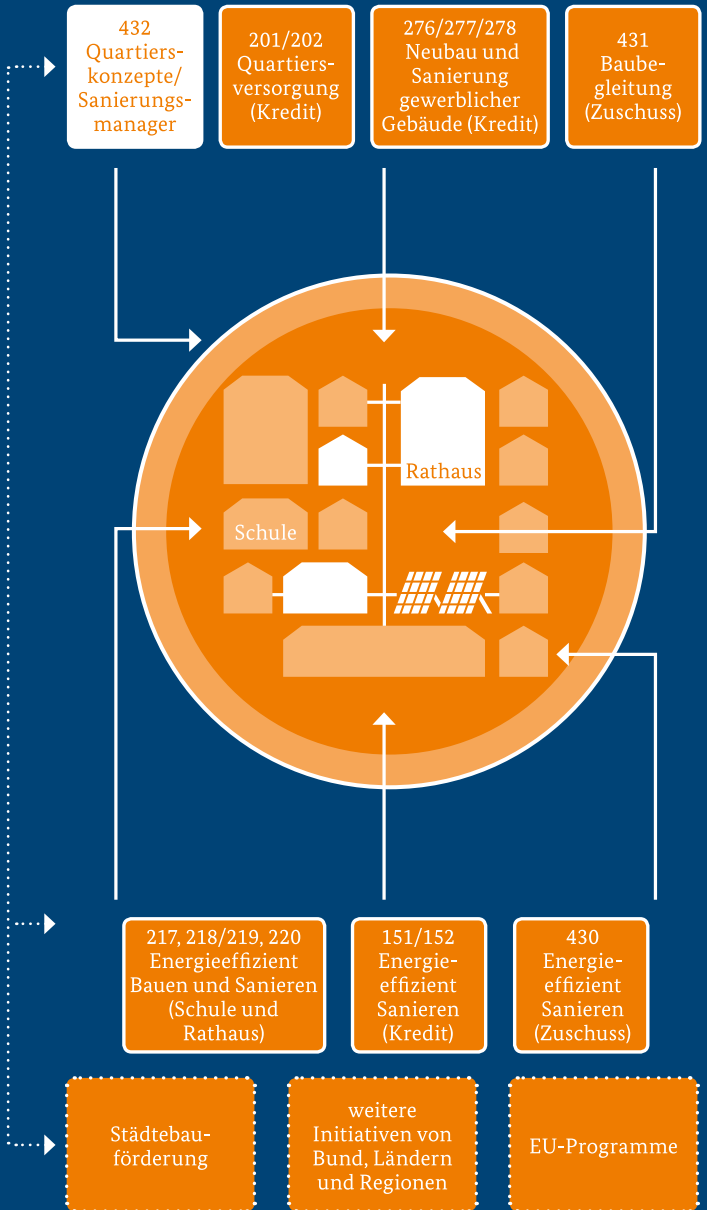 432
Quartiers-
konzepte/
Sanierungs-
manager
201/202
Quartiers-
versorgung
(Kredit)
276/277/278
Neubau und
Sanierung
gewerblicher
Gebäude (Kredit)
431
Baube-
gleitung
(Zuschuss)
Rathaus
Schule
217, 218/219, 220
Energieeffizient
Bauen und Sanieren
(Schule und
Rathaus)
151/152
Energie-
effizient
Sanieren
(Kredit)
430
Energie-
effizient
Sanieren
(Zuschuss)
Städtebau-
förderung
weitere
Initiativen von
Bund, Ländern
und Regionen
EU-Programme